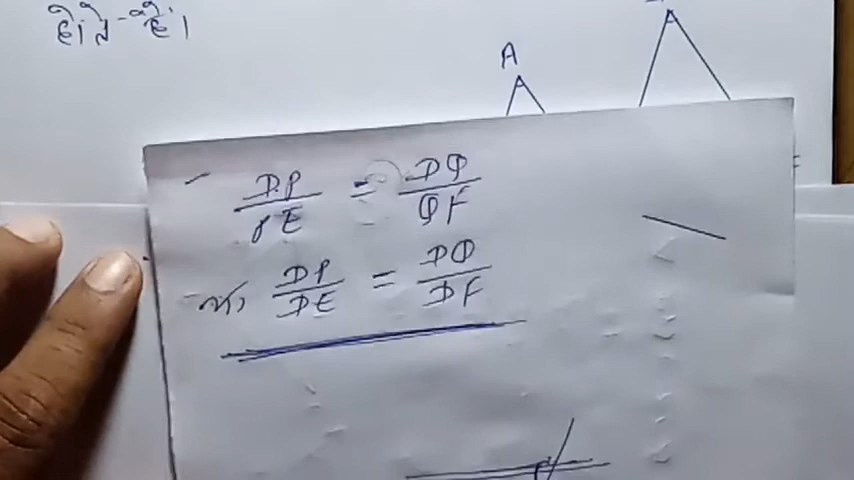 होते हैं।
A
DP/PE = DQ/QF
या DP/DE = DQ/DF